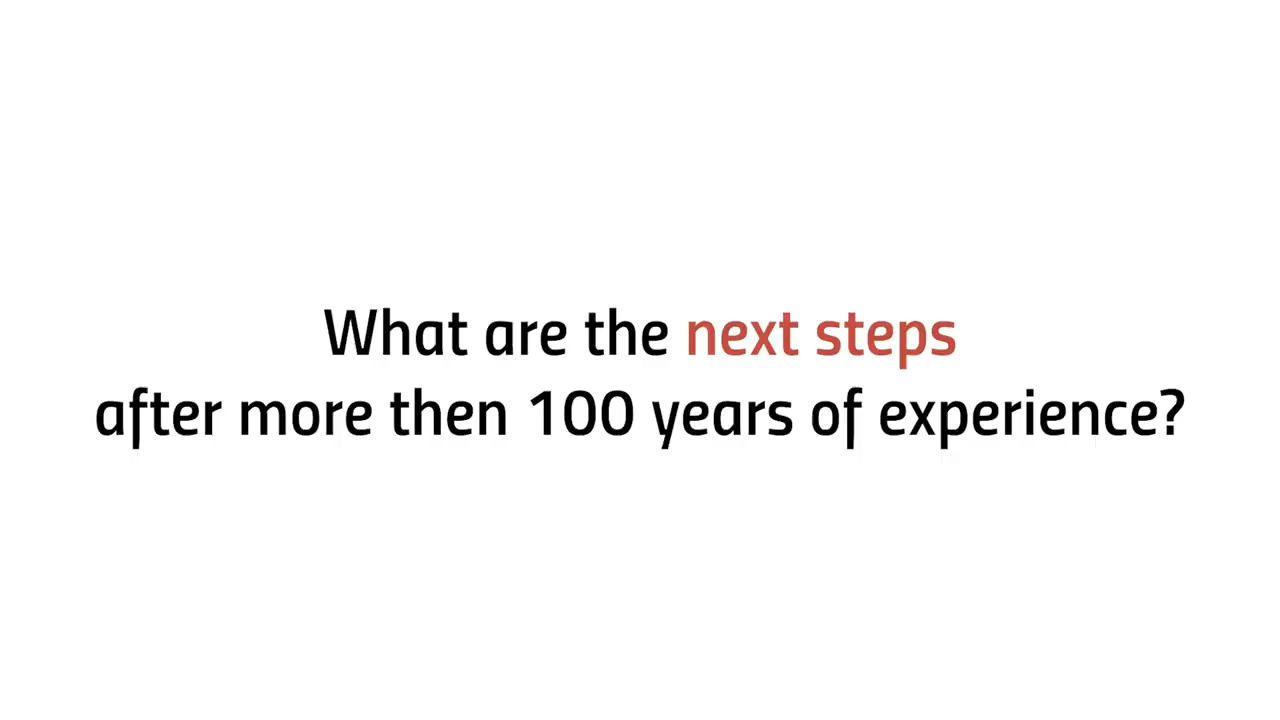 What are the next steps
after more then 100 years of experience?